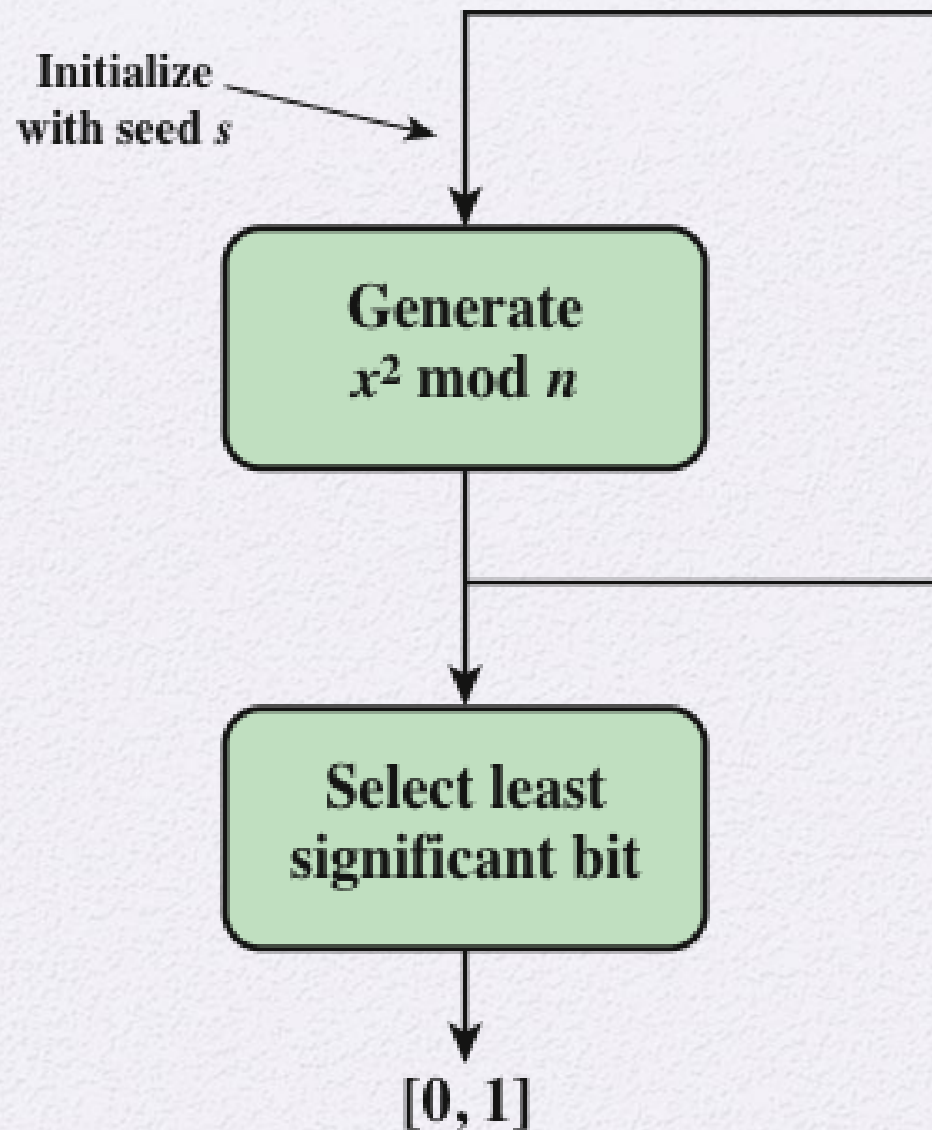 Initialize
with seed s
Generate
x² mod n
Select least
significant bit
[0, 1]